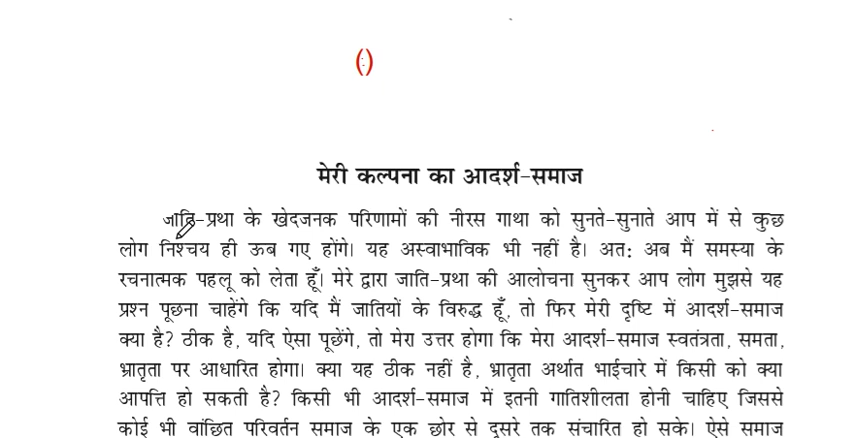 ()
मेरी कल्पना का आदर्श-समाज
जाति-प्रथा के खेदजनक परिणामों की नीरस गाथा को सुनते-सुनाते आप में से कुछ
लोग निश्चय ही ऊब गए होंगे। यह अस्वाभाविक भी नहीं है। अत: अब मैं समस्या के
रचनात्मक पहलू को लेता हूँ। मेरे द्वारा जाति-प्रथा की आलोचना सुनकर आप लोग मुझसे यह
प्रश्न पूछना चाहेंगे कि यदि मैं जातियों के विरुद्ध हूँ, तो फिर मेरी दृष्टि में आदर्श-समाज
क्या है? ठीक है, यदि ऐसा पूछेंगे, तो मेरा उत्तर होगा कि मेरा आदर्श-समाज स्वतंत्रता, समता,
भ्रातृता पर आधारित होगा। क्या यह ठीक नहीं है, भ्रातृता अर्थात भाईचारे में किसी को क्या
आपत्ति हो सकती है? किसी भी आदर्श-समाज में इतनी गातिशीलता होनी चाहिए जिससे
कोई भी वांछित परिवर्तन समाज के एक छोर से दूसरे तक संचारित हो सके। ऐसे समाज